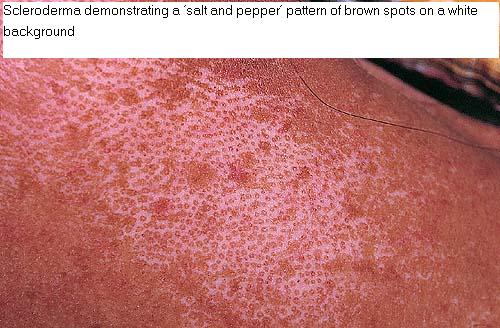 Scleroderma demonstrating a ´salt and pepper´ pattern of brown spots on a white
background